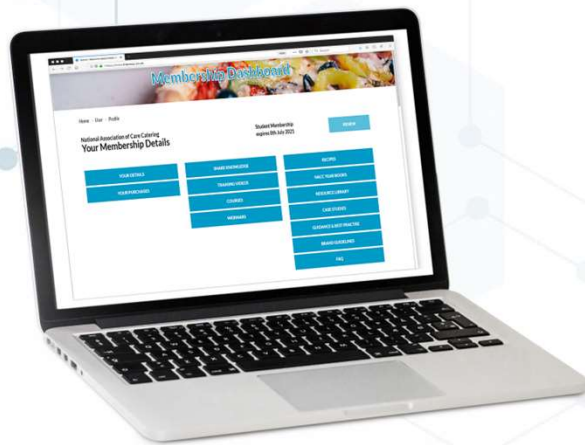 Membership Dashboard
Home User Profile
National Association of Care Catering
Your Membership Details
Student Membership
expires 8th July 2021
RENEW
YOUR DETAILS
YOUR PURCHASES
SHARE KNOWLEDGE
TRAINING VIDEOS
COURSES
WEBINARS
RECIPES
NACC YEAR BOOKS
RESOURCE LIBRARY
CASE STUDIES
GUIDANCE & BEST PRACTISE
BRAND GUIDELINES
FAQ